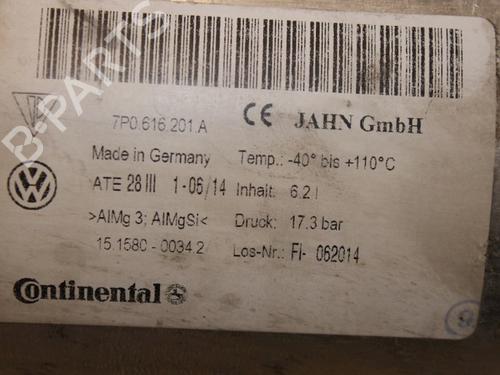 B-PARTS
7P0.616.201.A
CE JAHN GmbH
Made in Germany Temp.: -40° bis +110°C
ATE 28 III 1-06/14 Inhalt: 6.2 l
>AlMg 3; AlMgSi< Druck: 17.3 bar
15.1580 - 0034.2 Los-Nr.: FI- 062014
Continental